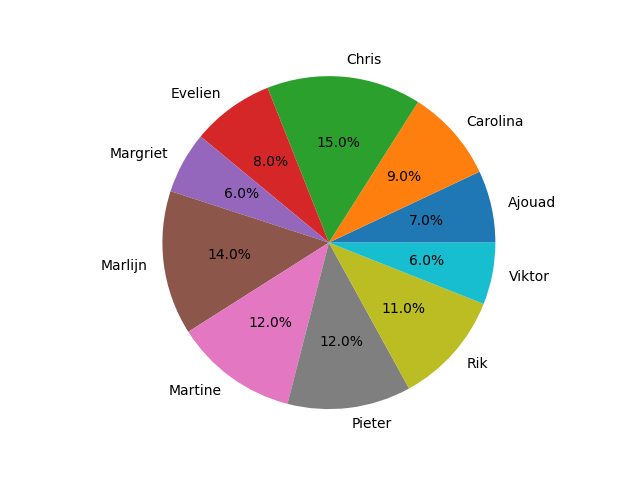 Chris
Evelien
Carolina
15.0%
Margriet
8.0%
9.0%
6.0%
Ajouad
7.0%
14.0%
6.0%
Marlijn
Viktor
11.0%
12.0%
12.0%
Rik
Martine
Pieter